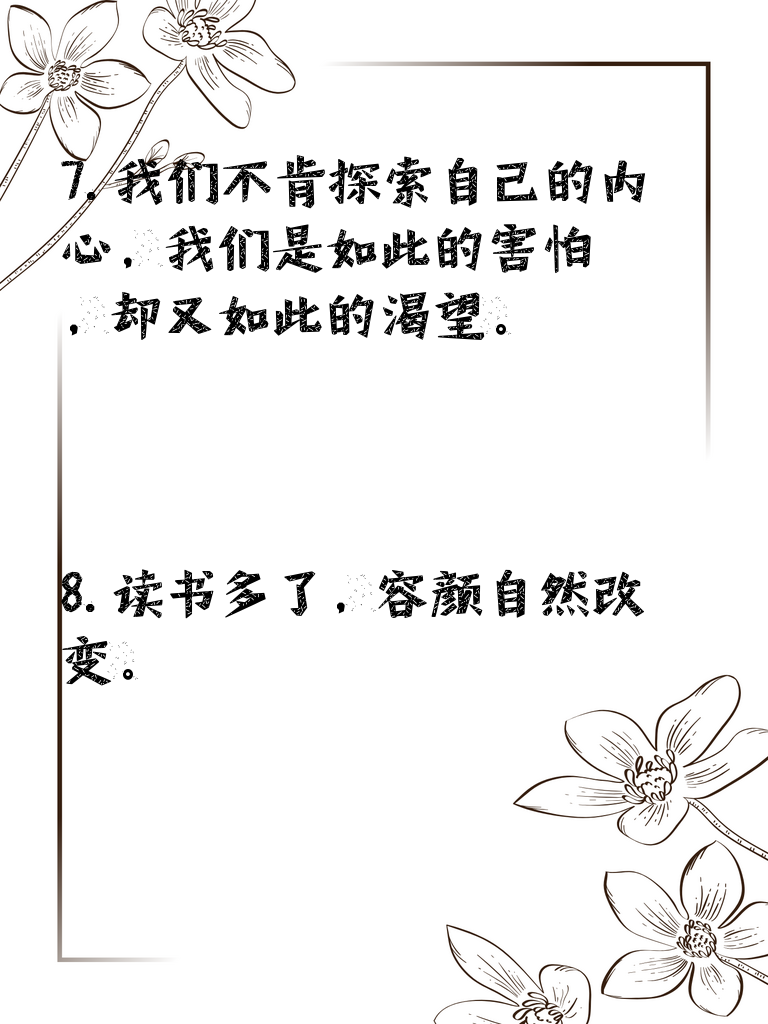 7.我们不肯探索自己的内
心，我们是如此的害怕
，却又如此的渴望。
8.读书多了，容颜自然改
变。